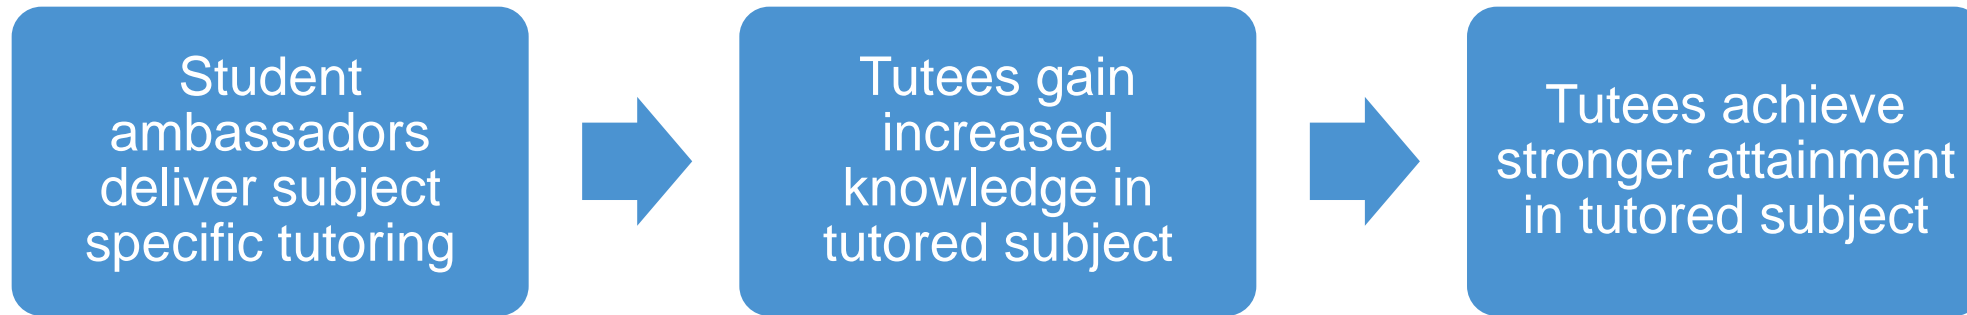 Student
ambassadors
deliver subject
specific tutoring
Tutees gain
increased
knowledge in
tutored subject
Tutees achieve
stronger attainment
in tutored subject